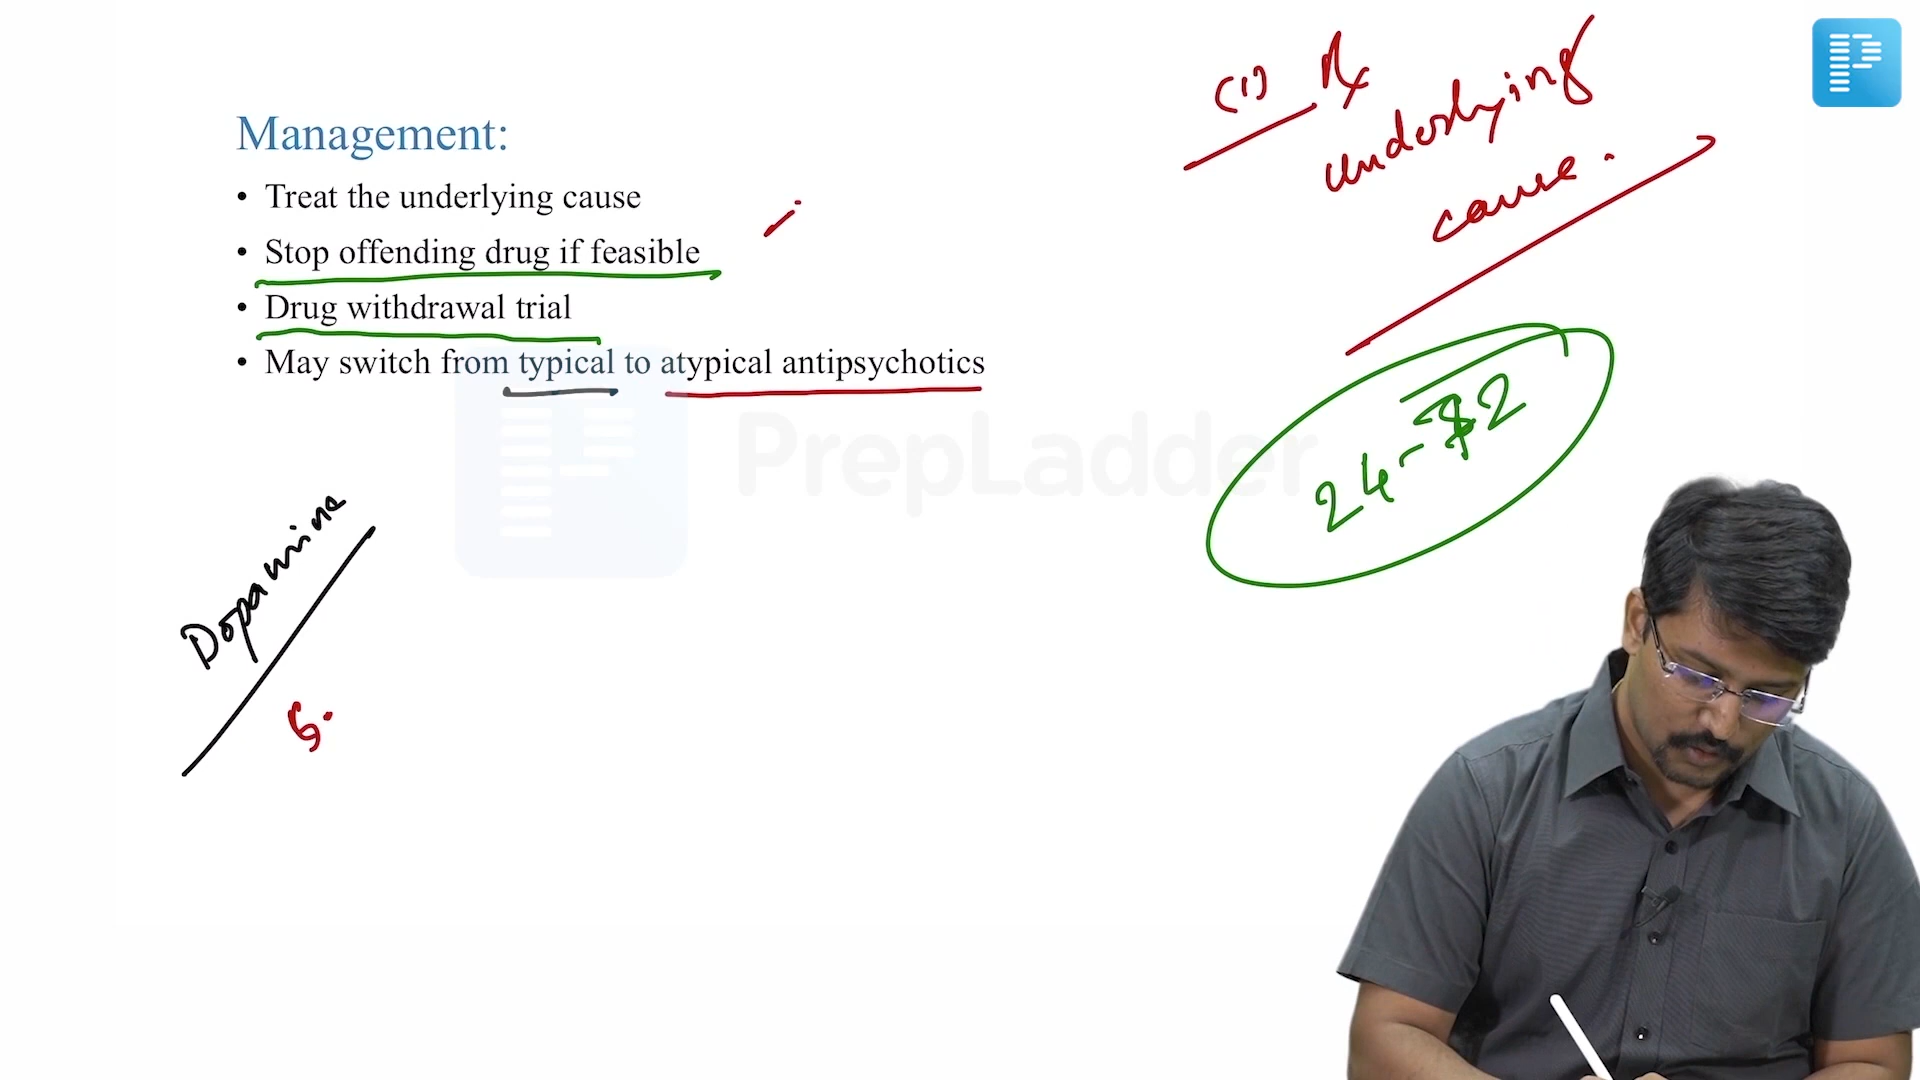 Management:
• Treat the underlying cause
• Stop offending drug if feasible
• Drug withdrawal trial
• May switch from typical to atypical antipsychotics
(1) Rx
underlying
cause.
24-72
Dopamine
PrepLadder